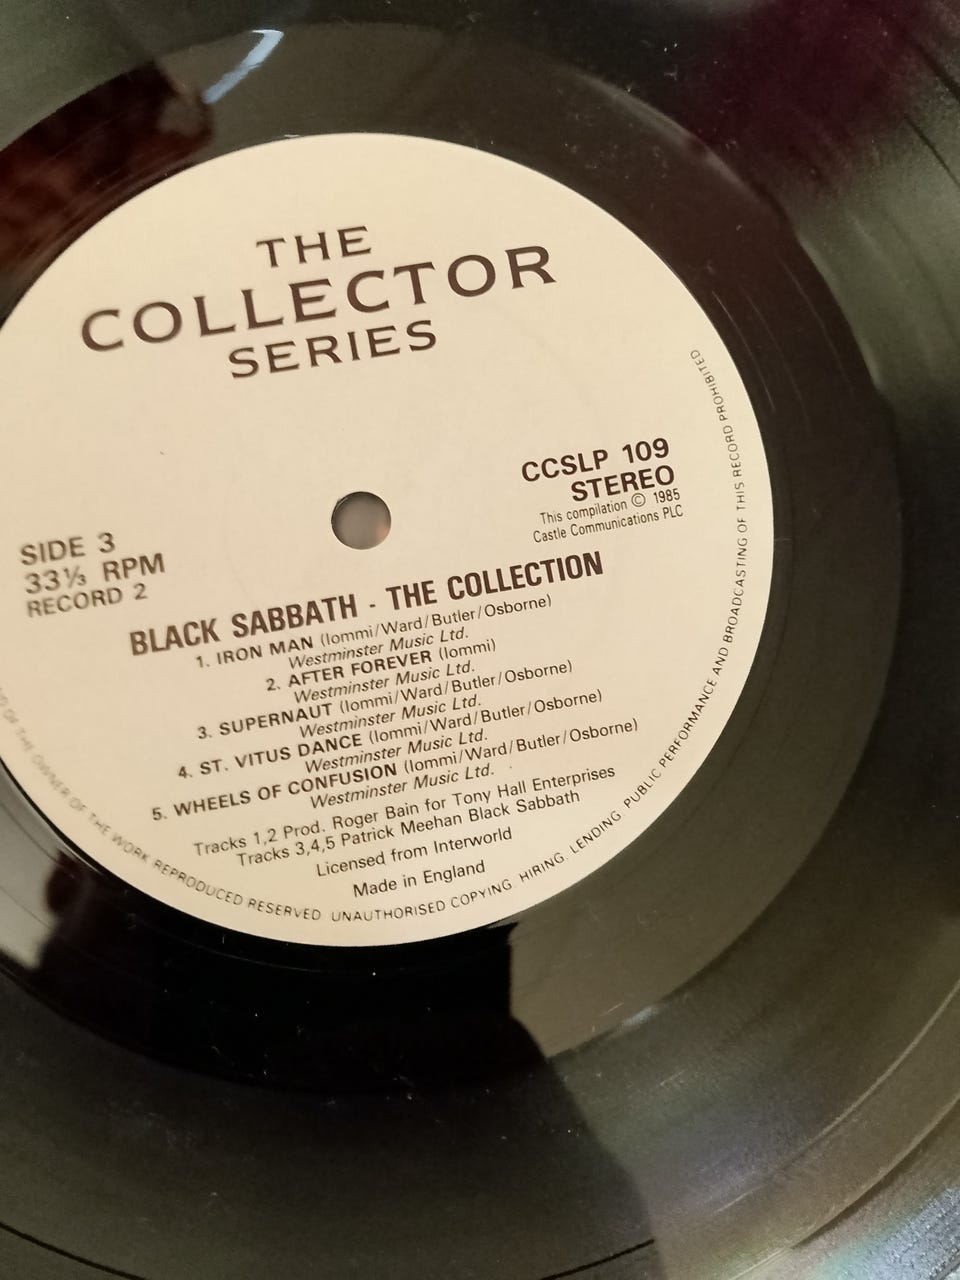 THE
COLLECTOR
SERIES
CCSLP 109
STEREO
This compilation © 1985
Castle Communications PLC
SIDE 3
33⅓ RPM
RECORD 2
BLACK SABBATH - THE COLLECTION
1. IRON MAN (Iommi/Ward/Butler/Osborne)
Westminster Music Ltd.
2. AFTER FOREVER (Iommi)
Westminster Music Ltd.
3. SUPERNAUT (Iommi/Ward/Butler/Osborne)
Westminster Music Ltd.
4. ST. VITUS DANCE (Iommi/Ward/Butler/Osborne)
Westminster Music Ltd.
5. WHEELS OF CONFUSION (Iommi/Ward/Butler/Osborne)
Westminster Music Ltd.
Tracks 1,2 Prod. Roger Bain for Tony Hall Enterprises
Tracks 3,4,5 Patrick Meehan Black Sabbath
Licensed from Interworld
Made in England
OF THE OWNER OF THE WORK REPRODUCED RESERVED UNAUTHORISED COPYING. HIRING. LENDING. PUBLIC PERFORMANCE AND BROADCASTING OF THIS RECORD PROHIBITED